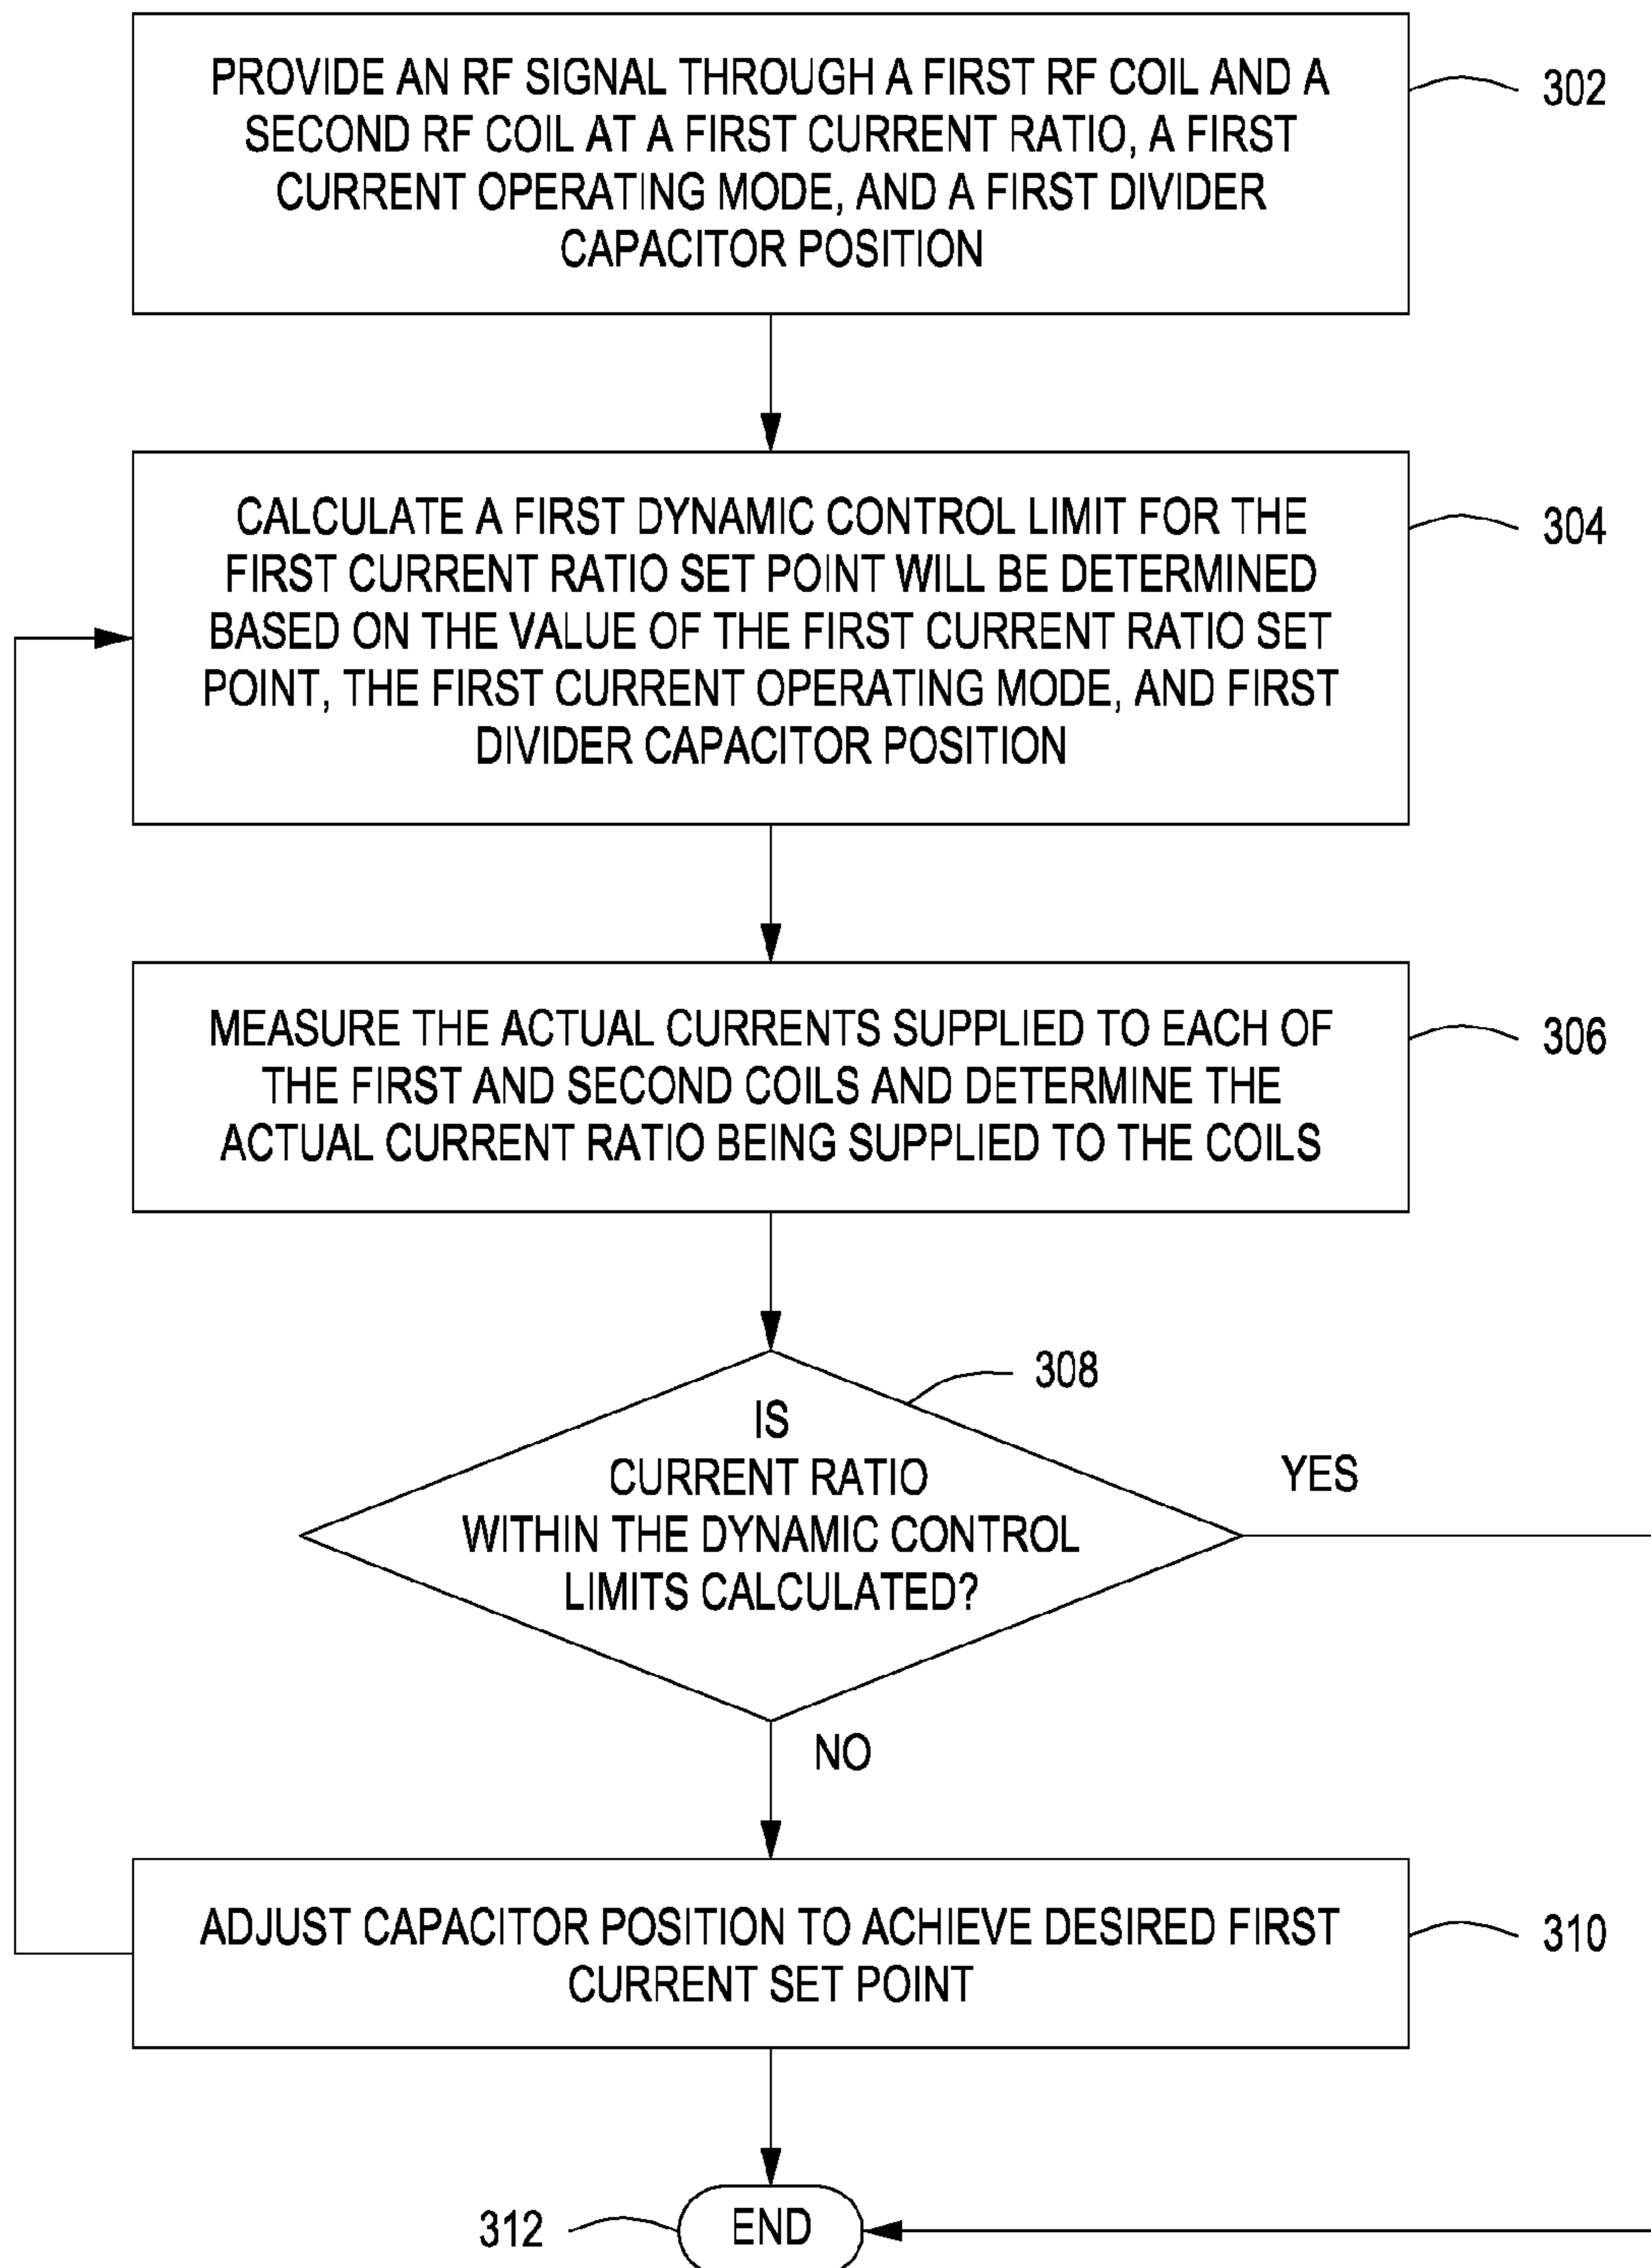 PROVIDE AN RF SIGNAL THROUGH A FIRST RF COIL AND A
SECOND RF COIL AT A FIRST CURRENT RATIO, A FIRST
CURRENT OPERATING MODE, AND A FIRST DIVIDER
CAPACITOR POSITION
302
CALCULATE A FIRST DYNAMIC CONTROL LIMIT FOR THE
FIRST CURRENT RATIO SET POINT WILL BE DETERMINED
BASED ON THE VALUE OF THE FIRST CURRENT RATIO SET
POINT, THE FIRST CURRENT OPERATING MODE, AND FIRST
DIVIDER CAPACITOR POSITION
304
MEASURE THE ACTUAL CURRENTS SUPPLIED TO EACH OF
THE FIRST AND SECOND COILS AND DETERMINE THE
ACTUAL CURRENT RATIO BEING SUPPLIED TO THE COILS
306
308
IS
CURRENT RATIO
WITHIN THE DYNAMIC CONTROL
LIMITS CALCULATED?
YES
NO
ADJUST CAPACITOR POSITION TO ACHIEVE DESIRED FIRST
CURRENT SET POINT
310
312
END